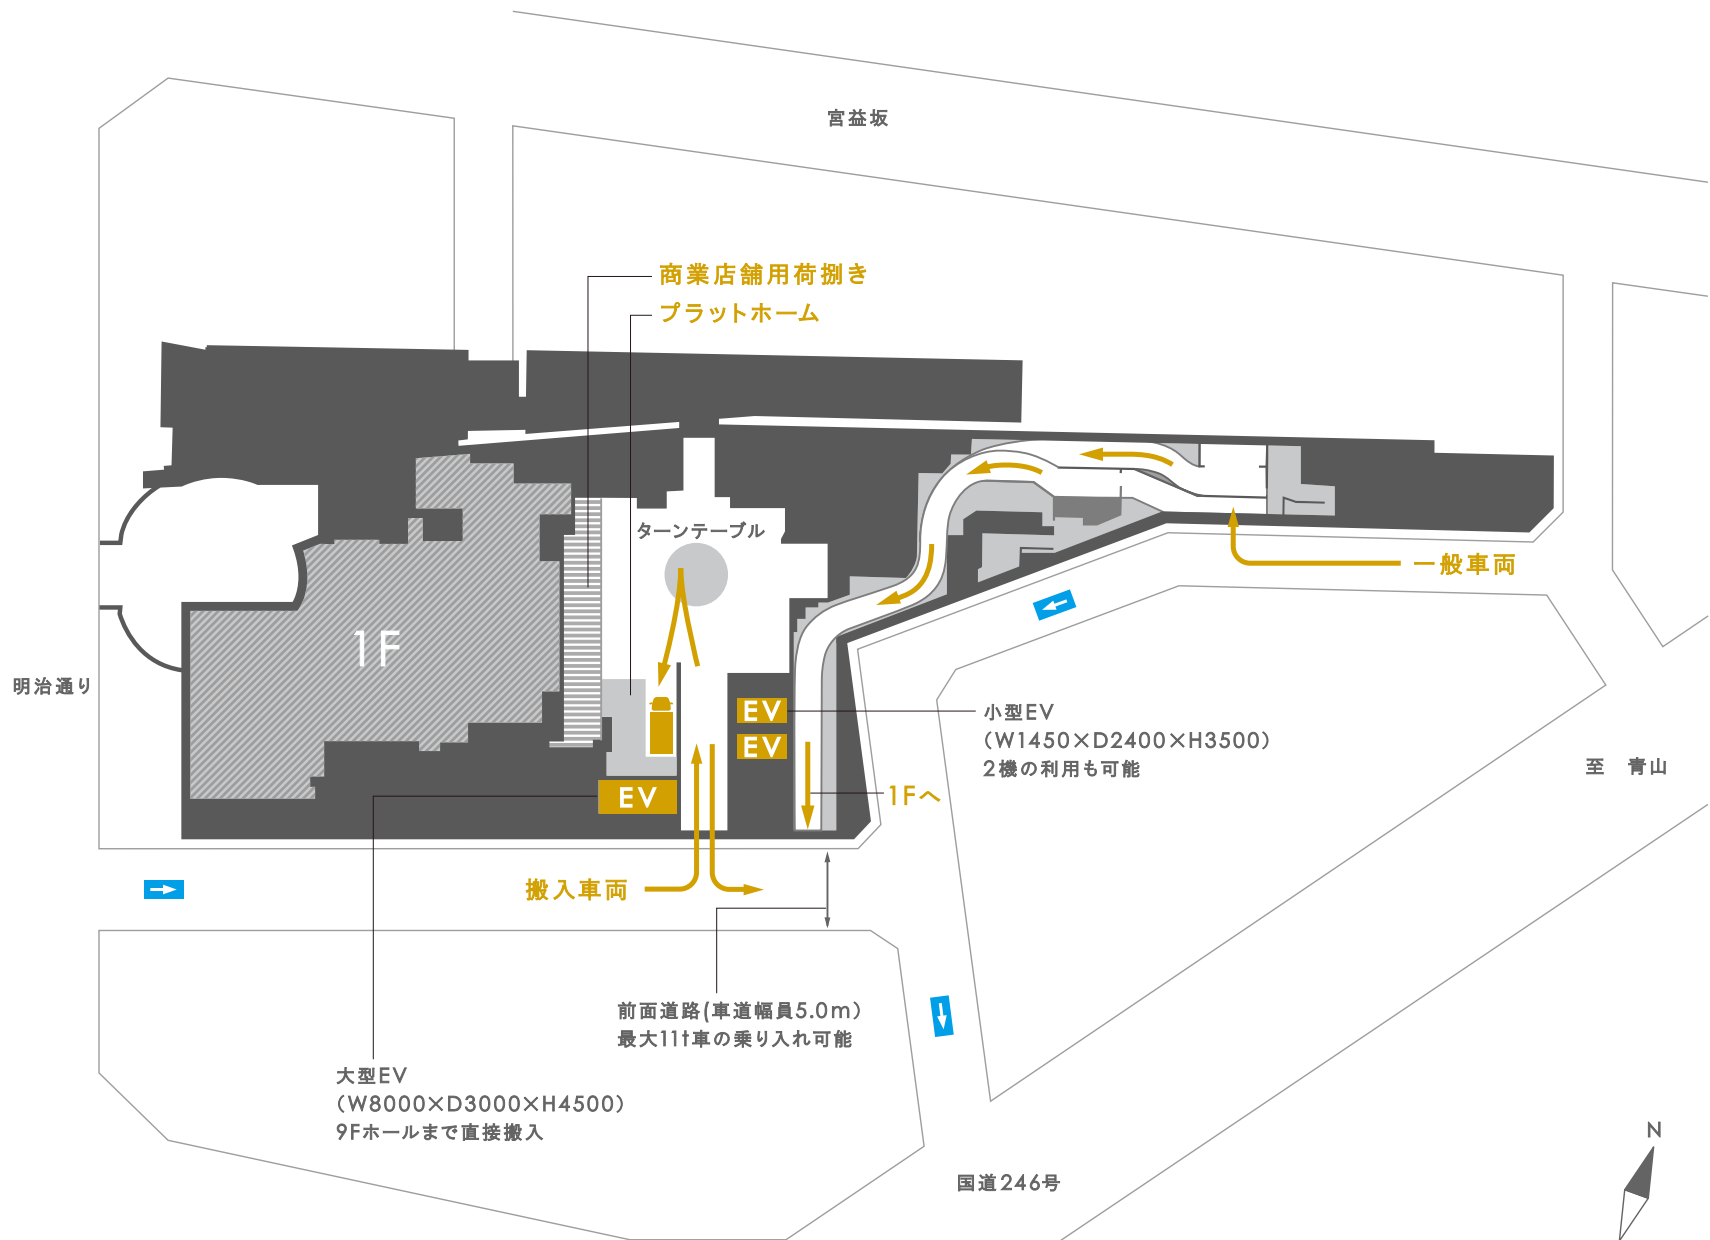 宮益坂
商業店舗用荷捌き
プラットホーム
ターンテーブル
一般車両
1F
明治通り
EV
EV
小型EV
（W1450×D2400×H3500）
2機の利用も可能
至　青山
EV
1Fへ
搬入車両
前面道路(車道幅員5.0m）
最大11t車の乗り入れ可能
大型EV
（W8000×D3000×H4500）
9Fホールまで直接搬入
N
国道246号